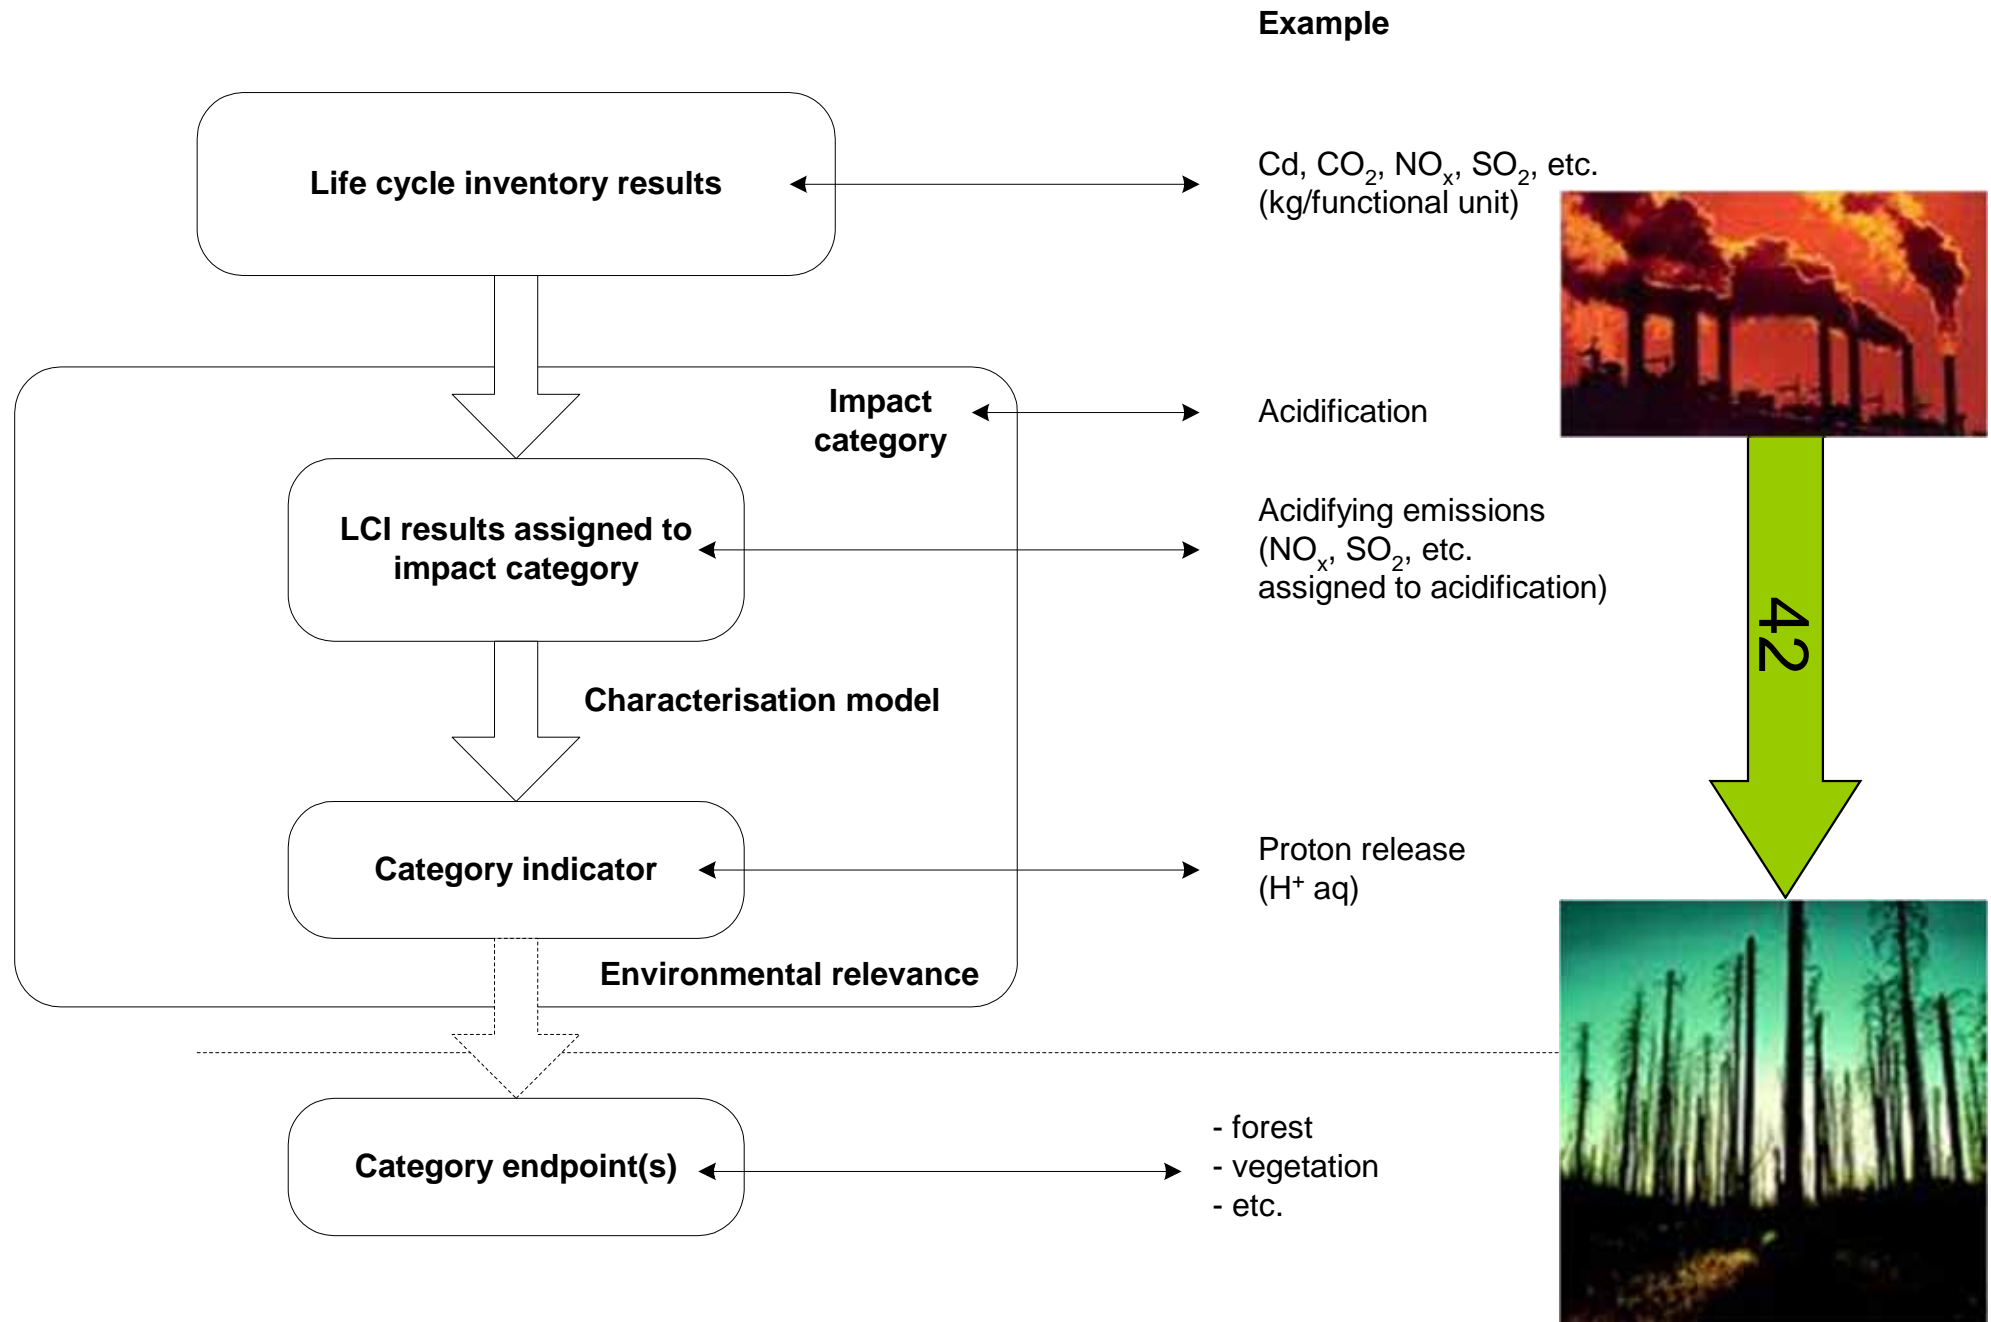 Example
Life cycle inventory results
Cd, CO₂, NOₓ, SO₂, etc.
(kg/functional unit)
Impact
category
Acidification
LCI results assigned to
impact category
Acidifying emissions
(NOₓ, SO₂, etc.
assigned to acidification)
42
Characterisation model
Category indicator
Proton release
(H⁺ aq)
Environmental relevance
Category endpoint(s)
- forest
- vegetation
- etc.